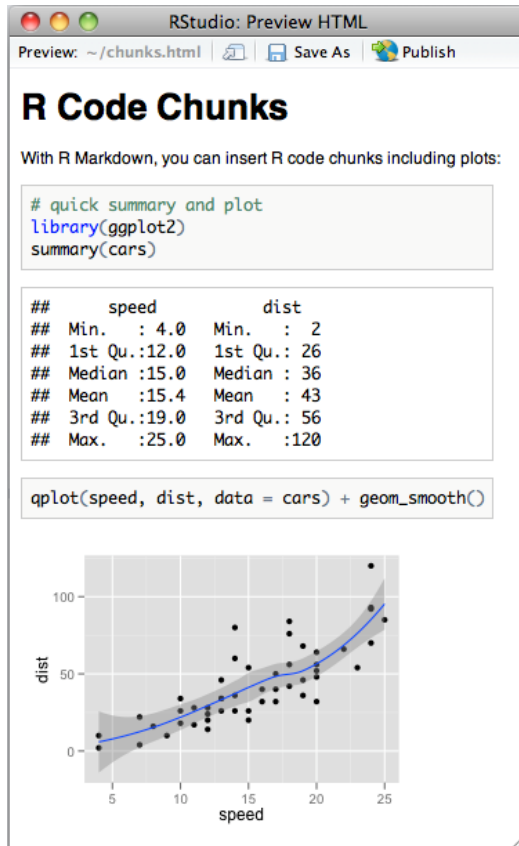 RStudio: Preview HTML
Preview: ~/chunks.html Save As Publish
R Code Chunks
With R Markdown, you can insert R code chunks including plots:
# quick summary and plot
library(ggplot2)
summary(cars)
##      speed           dist
##  Min.   : 4.0   Min.   :  2
##  1st Qu.:12.0   1st Qu.: 26
##  Median :15.0   Median : 36
##  Mean   :15.4   Mean   : 43
##  3rd Qu.:19.0   3rd Qu.: 56
##  Max.   :25.0   Max.   :120
qplot(speed, dist, data = cars) + geom_smooth()
100
50
0
dist
5 10 15 20 25
speed